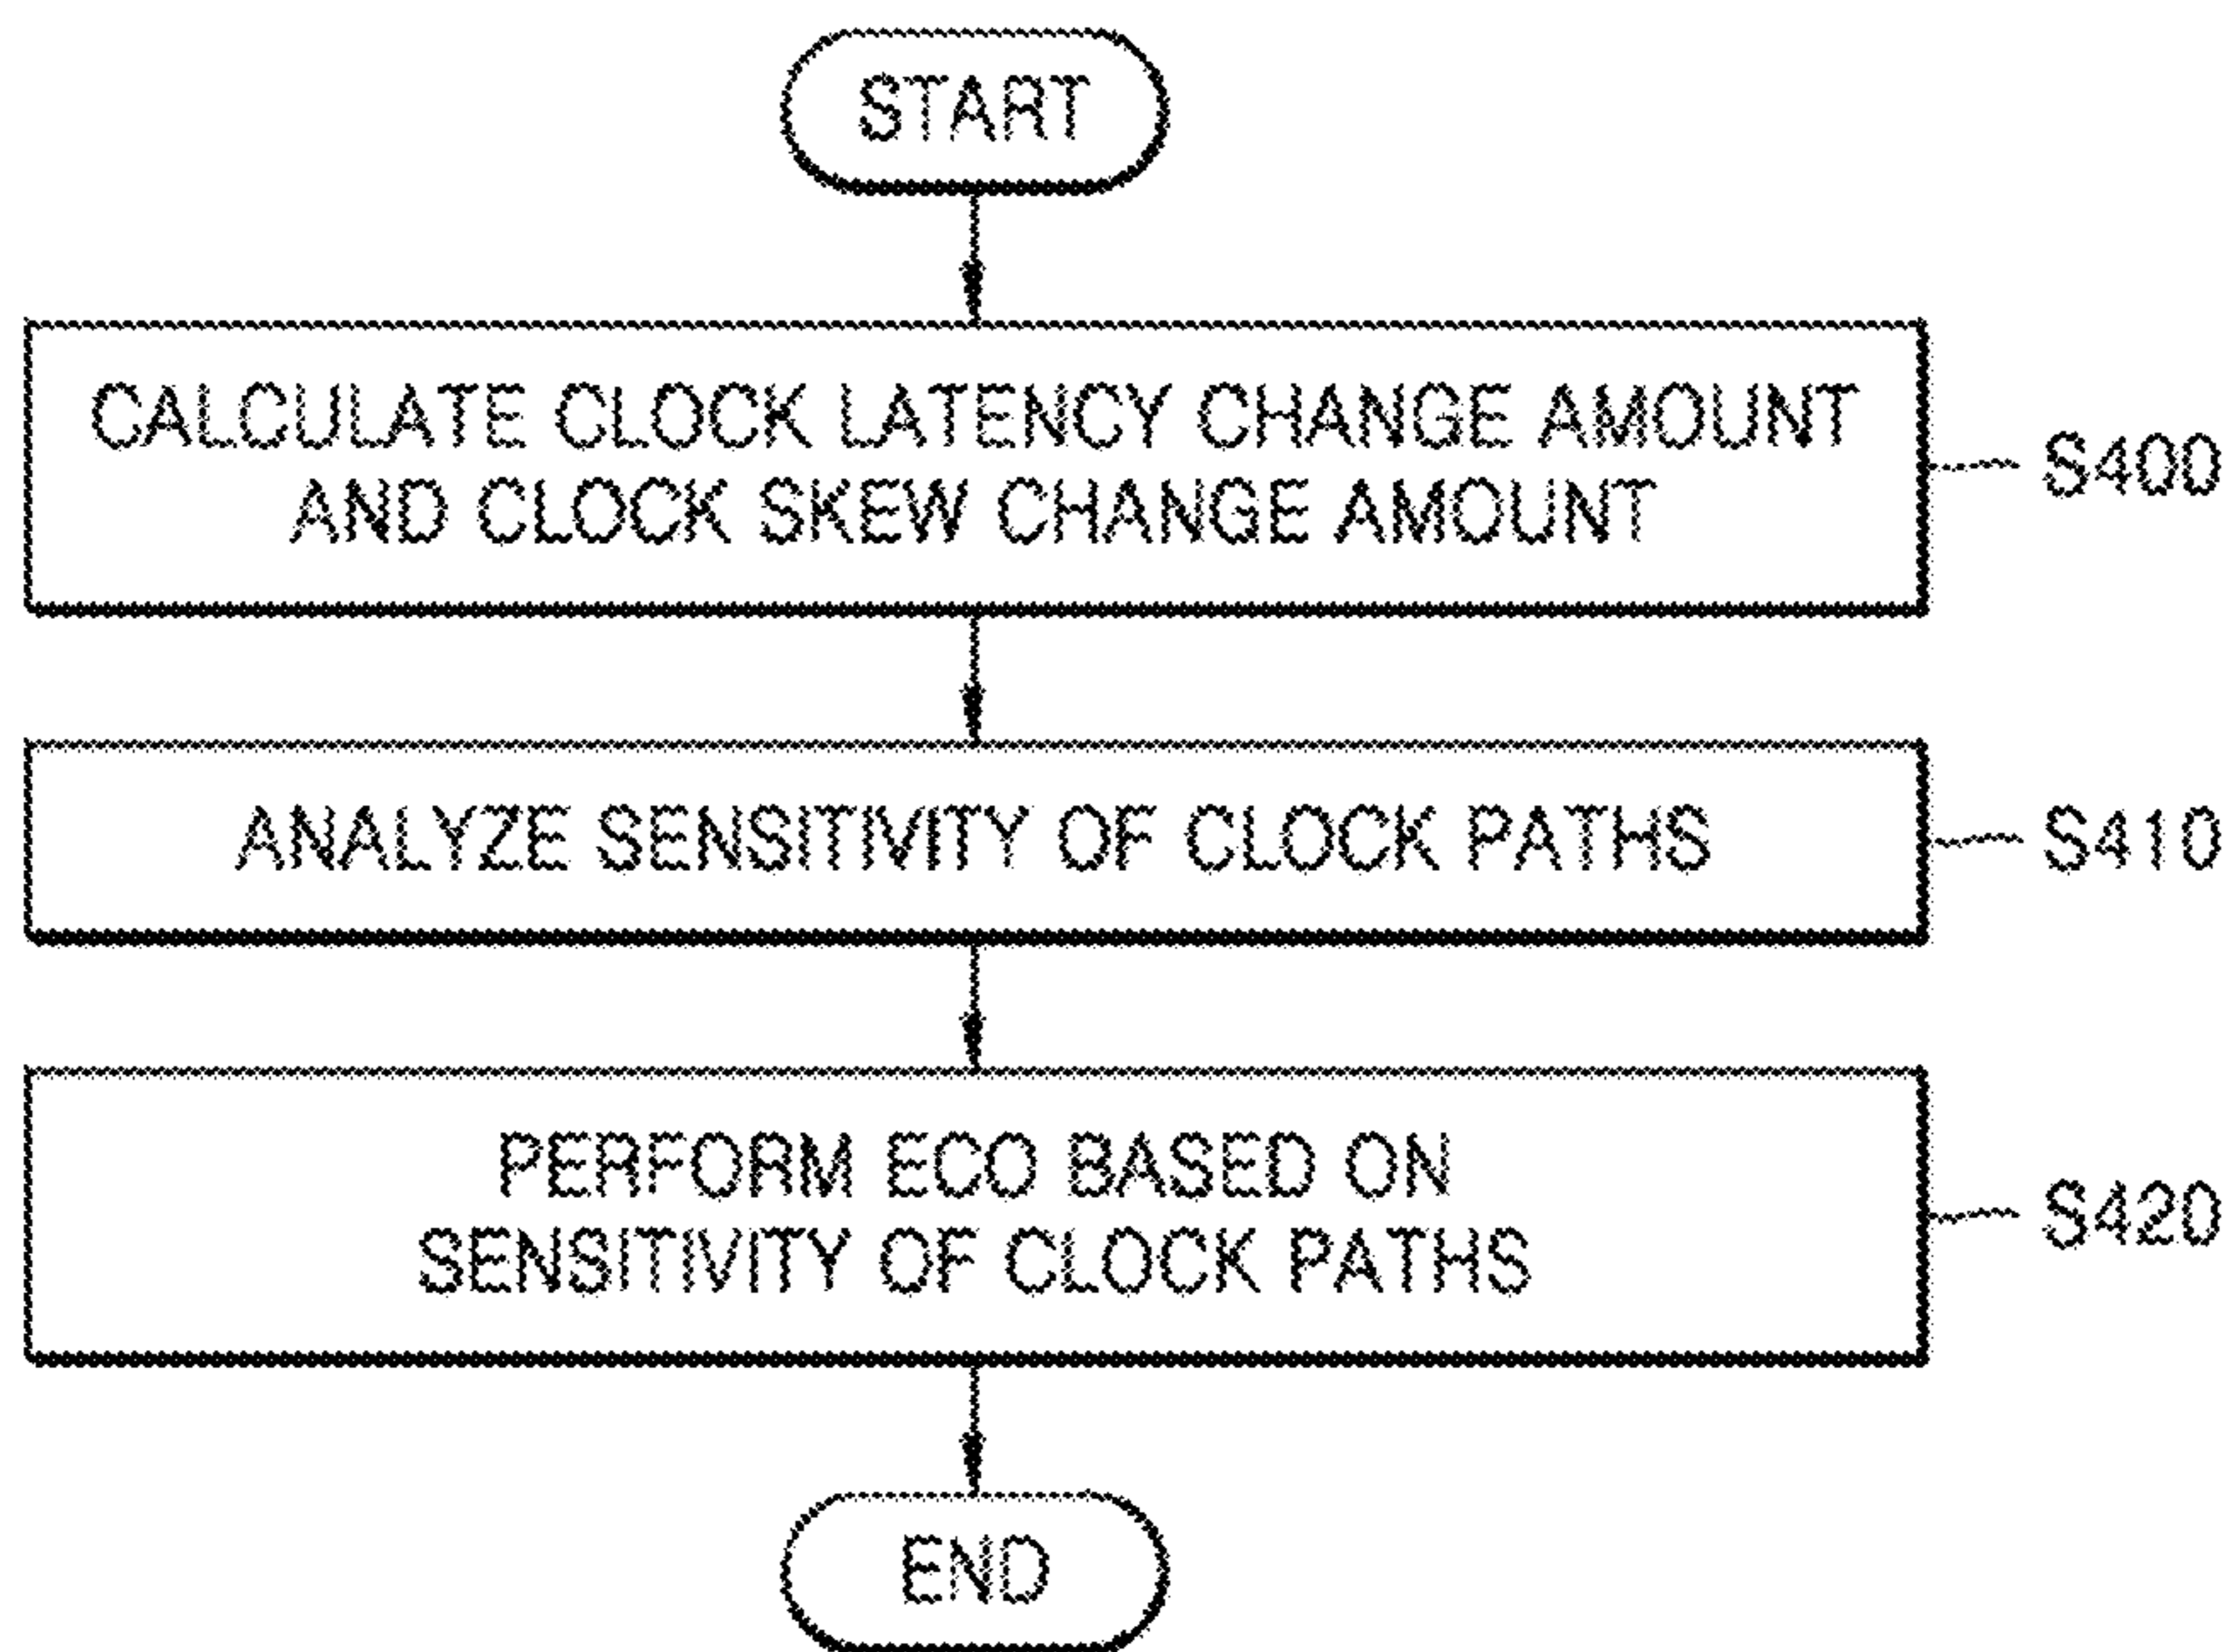 START
CALCULATE CLOCK LATENCY CHANGE AMOUNT
AND CLOCK SKEW CHANGE AMOUNT
S400
ANALYZE SENSITIVITY OF CLOCK PATHS
S410
PERFORM ECO BASED ON
SENSITIVITY OF CLOCK PATHS
S420
END